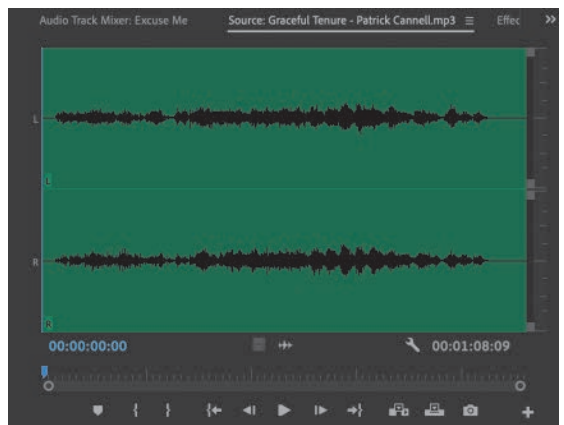 Audio Track Mixer: Excuse Me Source: Graceful Tenure - Patrick Cannell.mp3 Effec
L
L
R
R
00:00:00:00 00:01:08:09